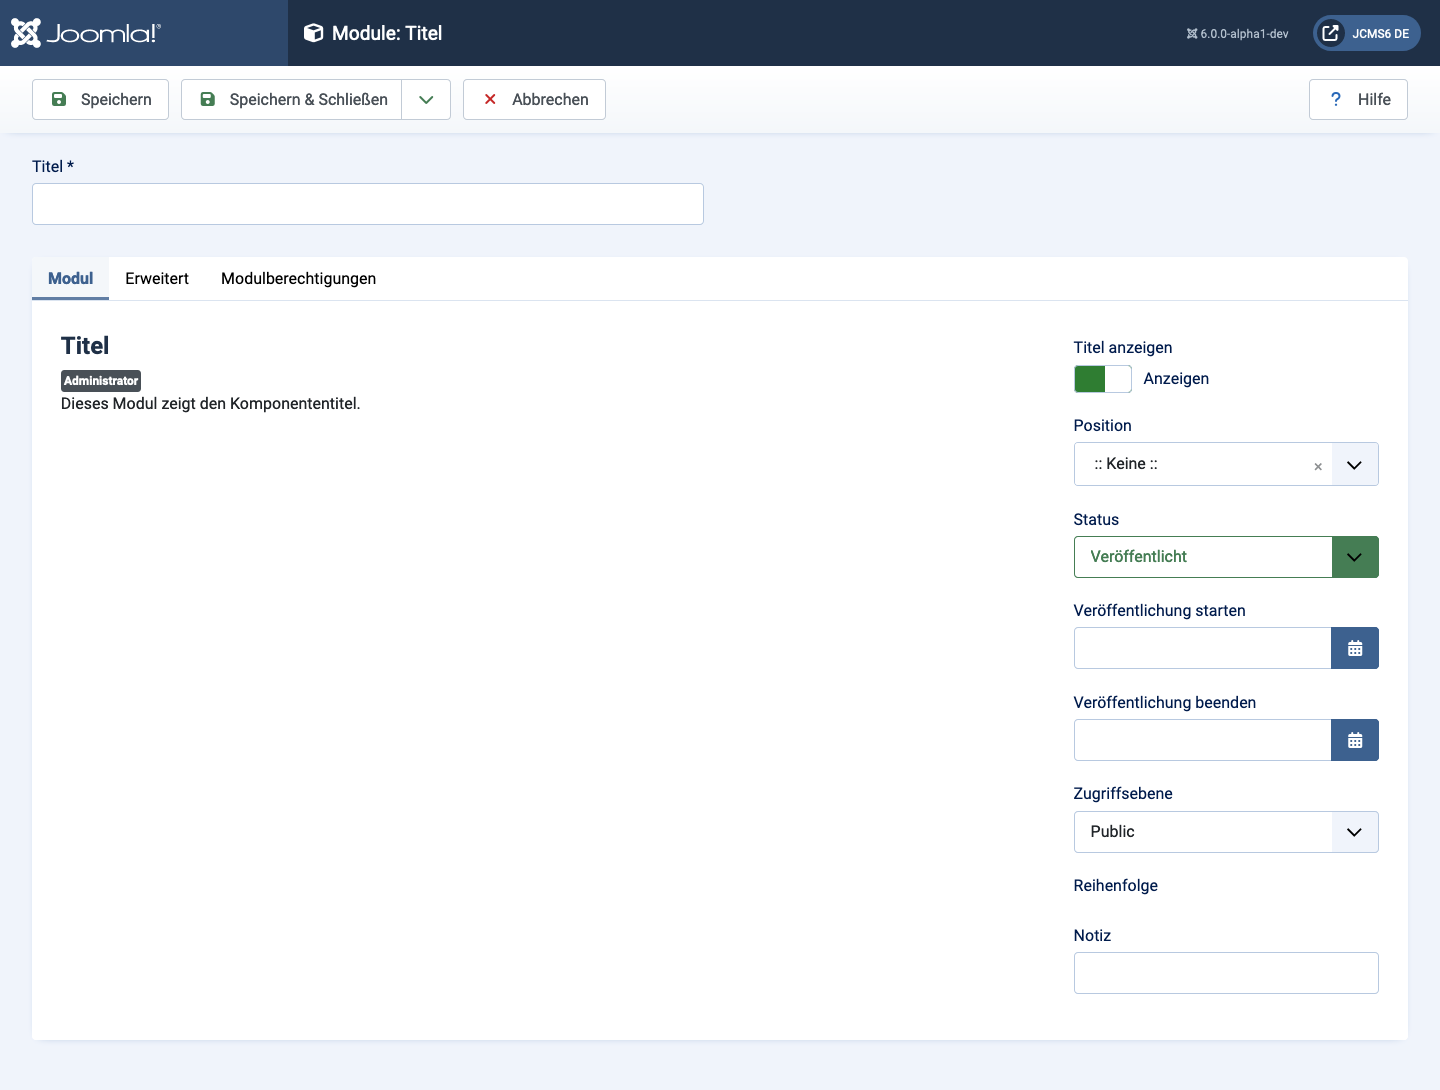 Joomla!®
Module: Titel
6.0.0-alpha1-dev
JCMS6 DE
Speichern
Speichern & Schließen
Abbrechen
? Hilfe
Titel *
Modul
Erweitert
Modulberechtigungen
Titel
Administrator
Dieses Modul zeigt den Komponententitel.
Titel anzeigen
Anzeigen
Position
:: Keine ::
×
Status
Veröffentlicht
Veröffentlichung starten
Veröffentlichung beenden
Zugriffsebene
Public
Reihenfolge
Notiz